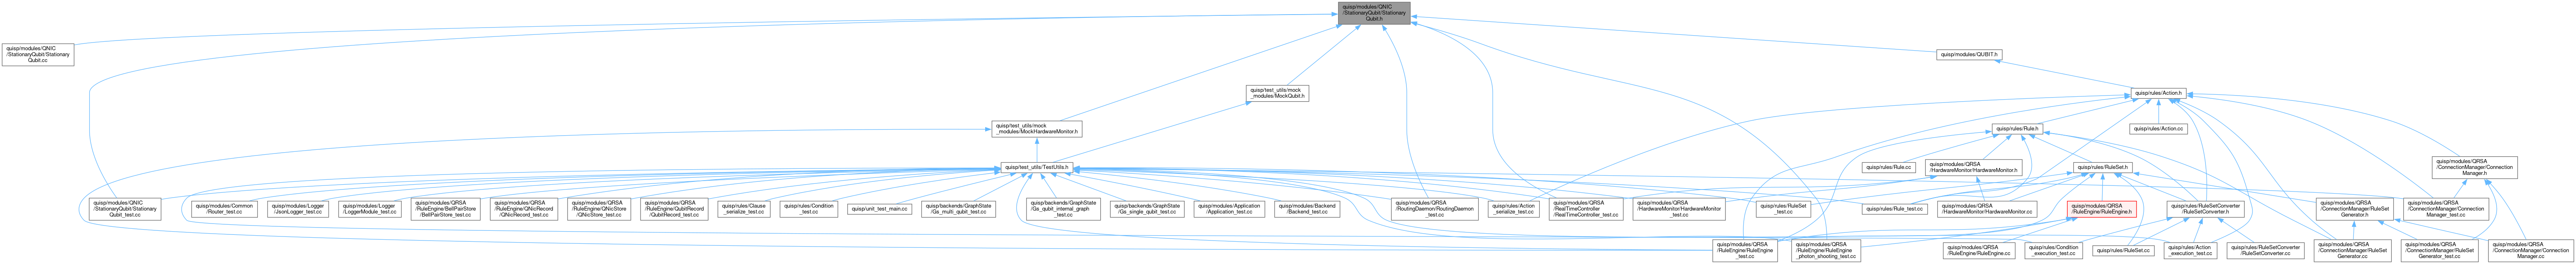 quisp/modules/QNIC
/StationaryQubit/Stationary
Qubit.h
quisp/modules/QNIC
/StationaryQubit/Stationary
Qubit.cc
quisp/modules/QUBIT.h
quisp/test_utils/mock
_modules/MockQubit.h
quisp/rules/Action.h
quisp/test_utils/mock
_modules/MockHardwareMonitor.h
quisp/rules/Rule.h
quisp/rules/Action.cc
quisp/test_utils/TestUtils.h
quisp/rules/Rule.cc
quisp/modules/QRSA
/HardwareMonitor/HardwareMonitor.h
quisp/rules/RuleSet.h
quisp/modules/QRSA
/ConnectionManager/Connection
Manager.h
quisp/modules/QNIC
/StationaryQubit/Stationary
Qubit_test.cc
quisp/modules/Common
/Router_test.cc
quisp/modules/Logger
/JsonLogger_test.cc
quisp/modules/Logger
/LoggerModule_test.cc
quisp/modules/QRSA
/RuleEngine/BellPairStore
/BellPairStore_test.cc
quisp/modules/QRSA
/RuleEngine/QNicRecord
/QNicRecord_test.cc
quisp/modules/QRSA
/RuleEngine/QNicStore
/QNicStore_test.cc
quisp/modules/QRSA
/RuleEngine/QubitRecord
/QubitRecord_test.cc
quisp/rules/Clause
_serialize_test.cc
quisp/rules/Condition
_test.cc
quisp/unit_test_main.cc
quisp/backends/GraphState
/Gs_multi_qubit_test.cc
quisp/backends/GraphState
/Gs_qubit_internal_graph
_test.cc
quisp/backends/GraphState
/Gs_single_qubit_test.cc
quisp/modules/Application
/Application_test.cc
quisp/modules/Backend
/Backend_test.cc
quisp/modules/QRSA
/RoutingDaemon/RoutingDaemon
_test.cc
quisp/rules/Action
_serialize_test.cc
quisp/modules/QRSA
/RealTimeController
/RealTimeController_test.cc
quisp/modules/QRSA
/HardwareMonitor/HardwareMonitor
_test.cc
quisp/rules/RuleSet
_test.cc
quisp/rules/Rule_test.cc
quisp/modules/QRSA
/HardwareMonitor/HardwareMonitor.cc
quisp/modules/QRSA
/RuleEngine/RuleEngine.h
quisp/rules/RuleSetConverter
/RuleSetConverter.h
quisp/modules/QRSA
/ConnectionManager/RuleSet
Generator.h
quisp/modules/QRSA
/ConnectionManager/Connection
Manager_test.cc
quisp/modules/QRSA
/RuleEngine/RuleEngine
_test.cc
quisp/modules/QRSA
/RuleEngine/RuleEngine
_photon_shooting_test.cc
quisp/modules/QRSA
/RuleEngine/RuleEngine.cc
quisp/rules/Condition
_execution_test.cc
quisp/rules/RuleSet.cc
quisp/rules/Action
_execution_test.cc
quisp/rules/RuleSetConverter
/RuleSetConverter.cc
quisp/modules/QRSA
/ConnectionManager/RuleSet
Generator.cc
quisp/modules/QRSA
/ConnectionManager/RuleSet
Generator_test.cc
quisp/modules/QRSA
/ConnectionManager/Connection
Manager.cc